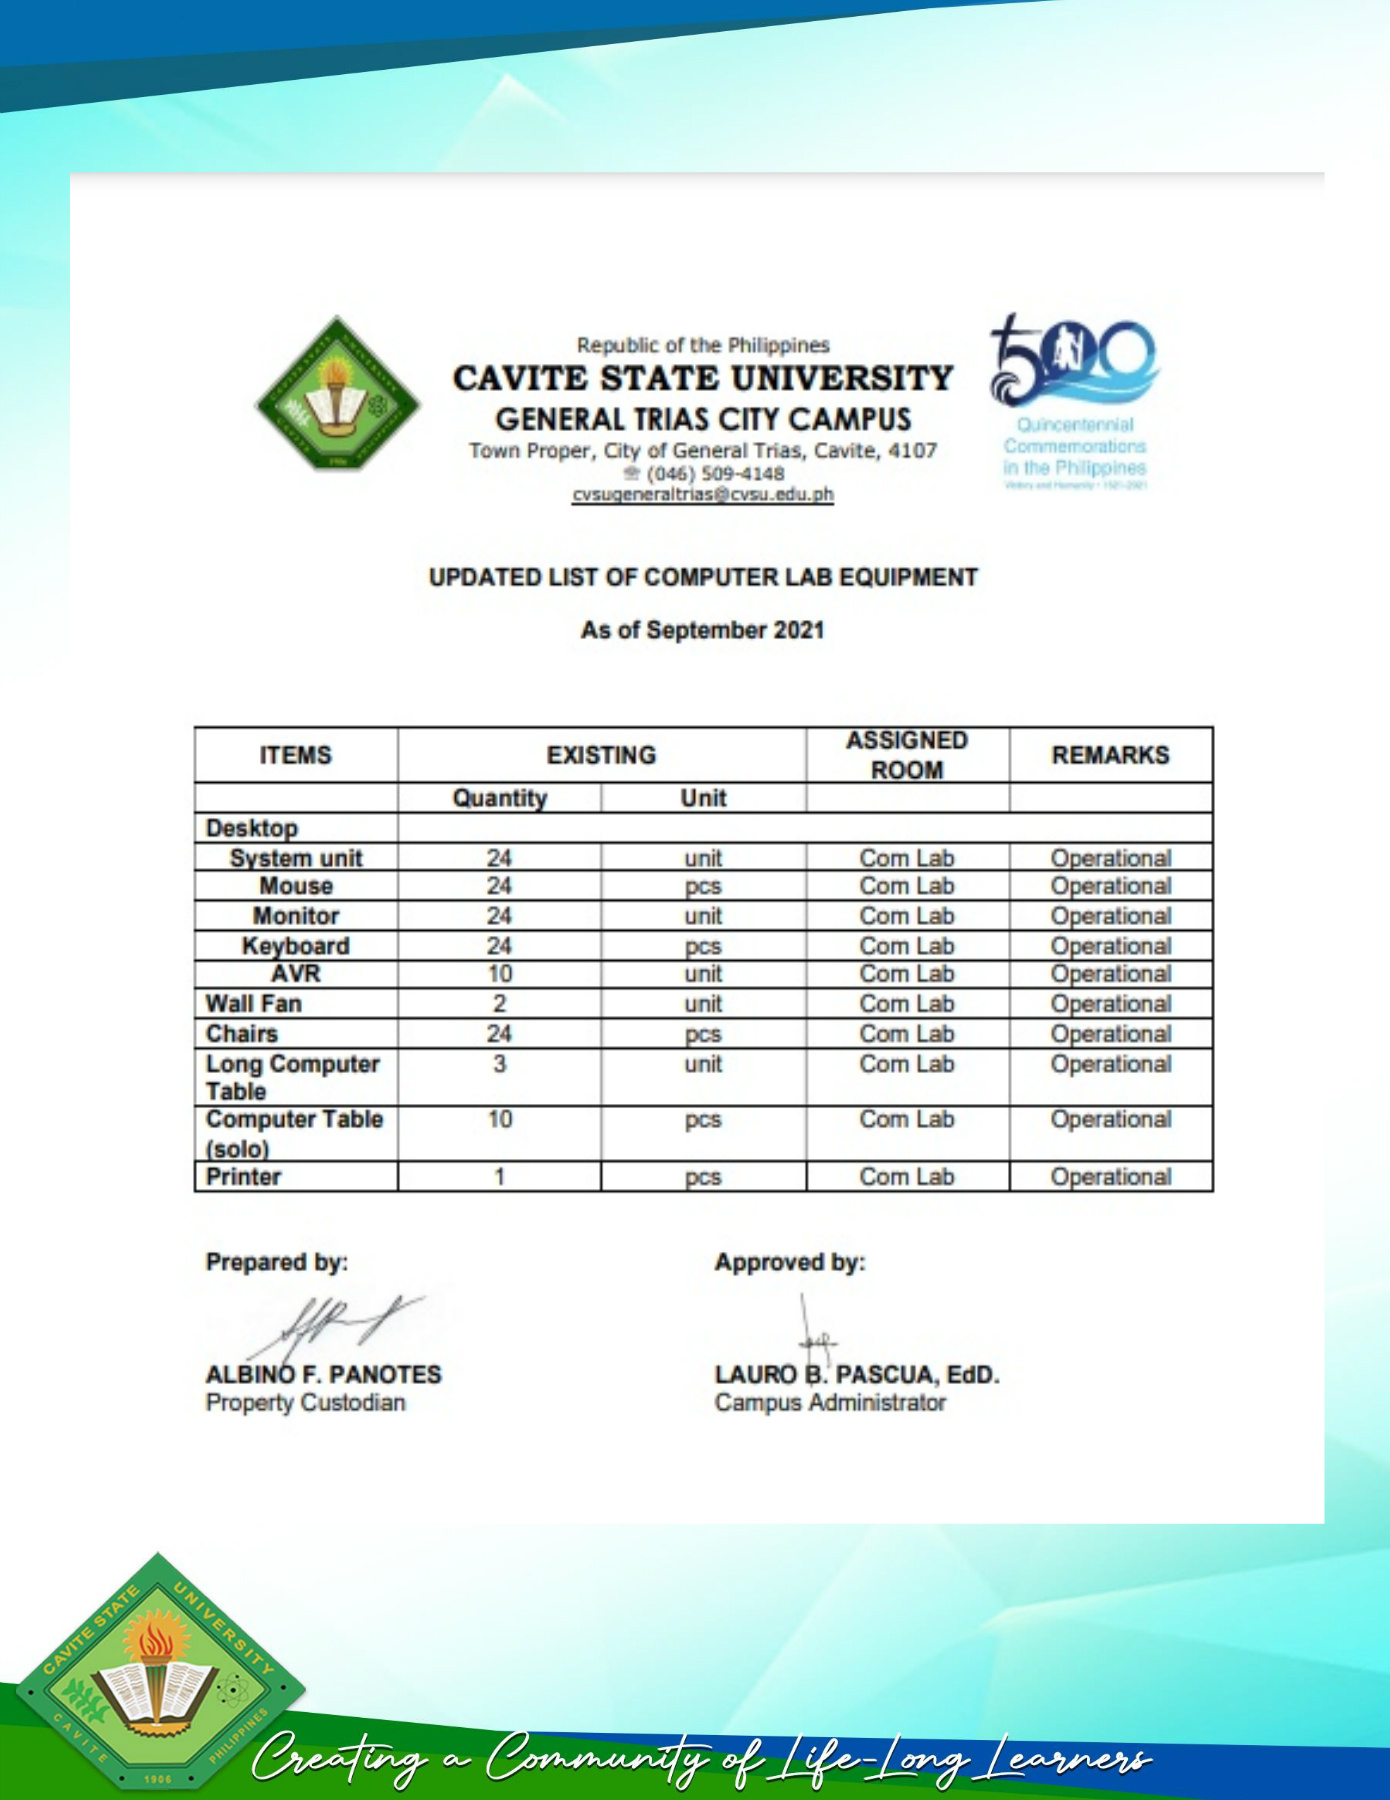 Republic of the Philippines
CAVITE STATE UNIVERSITY
GENERAL TRIAS CITY CAMPUS
Town Proper, City of General Trias, Cavite, 4107
☏ (046) 509-4148
cvsugeneraltrias@cvsu.edu.ph
500
Quincentennial
Commemorations
in the Philippines
Victory and Humanity • 1521-2021
UPDATED LIST OF COMPUTER LAB EQUIPMENT
As of September 2021
ITEMS EXISTING ASSIGNED ROOM REMARKS
Quantity Unit
Desktop
System unit 24 unit Com Lab Operational
Mouse 24 pcs Com Lab Operational
Monitor 24 unit Com Lab Operational
Keyboard 24 pcs Com Lab Operational
AVR 10 unit Com Lab Operational
Wall Fan 2 unit Com Lab Operational
Chairs 24 pcs Com Lab Operational
Long Computer Table 3 unit Com Lab Operational
Computer Table (solo) 10 pcs Com Lab Operational
Printer 1 pcs Com Lab Operational
Prepared by:
ALBINO F. PANOTES
Property Custodian
Approved by:
LAURO B. PASCUA, EdD.
Campus Administrator
CAVITE STATE UNIVERSITY
CAVITE PHILIPPINES
1906
Creating a Community of Life-Long Learners